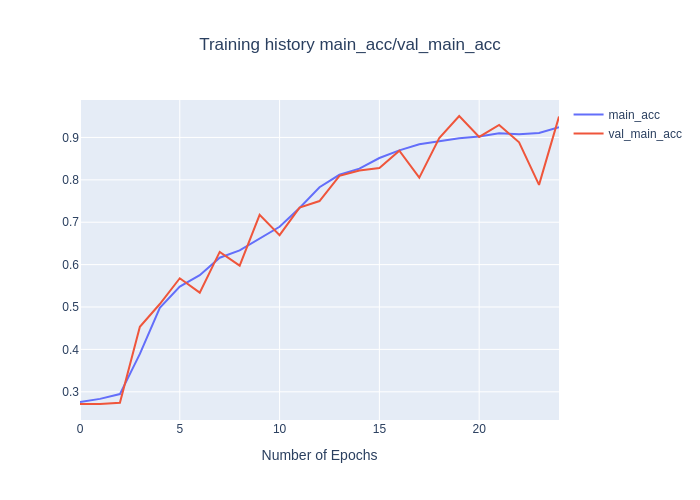 Training history main_acc/val_main_acc
main_acc
val_main_acc
0.9
0.8
0.7
0.6
0.5
0.4
0.3
0 5 10 15 20
Number of Epochs